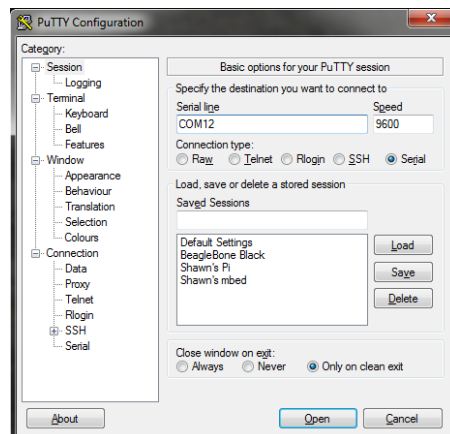 PuTTY Configuration
Category:
Session
Logging
Terminal
Keyboard
Bell
Features
Window
Appearance
Behaviour
Translation
Selection
Colours
Connection
Data
Proxy
Telnet
Rlogin
SSH
Serial
Basic options for your PuTTY session
Specify the destination you want to connect to
Serial line Speed
COM12 9600
Connection type:
Raw Telnet Rlogin SSH Serial
Load, save or delete a stored session
Saved Sessions
Default Settings
BeagleBone Black
Shawn's Pi
Shawn's mbed
Load
Save
Delete
Close window on exit:
Always Never Only on clean exit
About Open Cancel